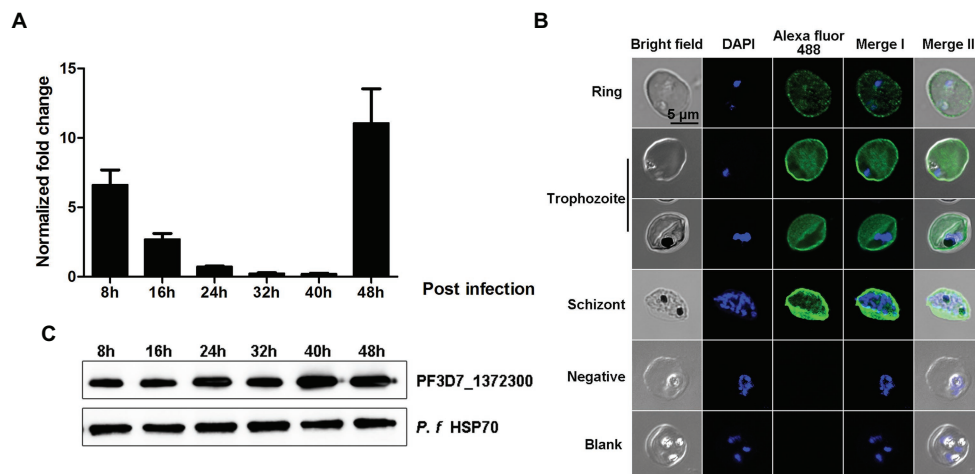 A
Normalized fold change
15
10
5
0
8h 16h 24h 32h 40h 48h
Post infection
B
Bright field DAPI Alexa fluor 488 Merge I Merge II
Ring
5 µm
Trophozoite
Schizont
Negative
Blank
C
8h 16h 24h 32h 40h 48h
PF3D7_1372300
P. f HSP70